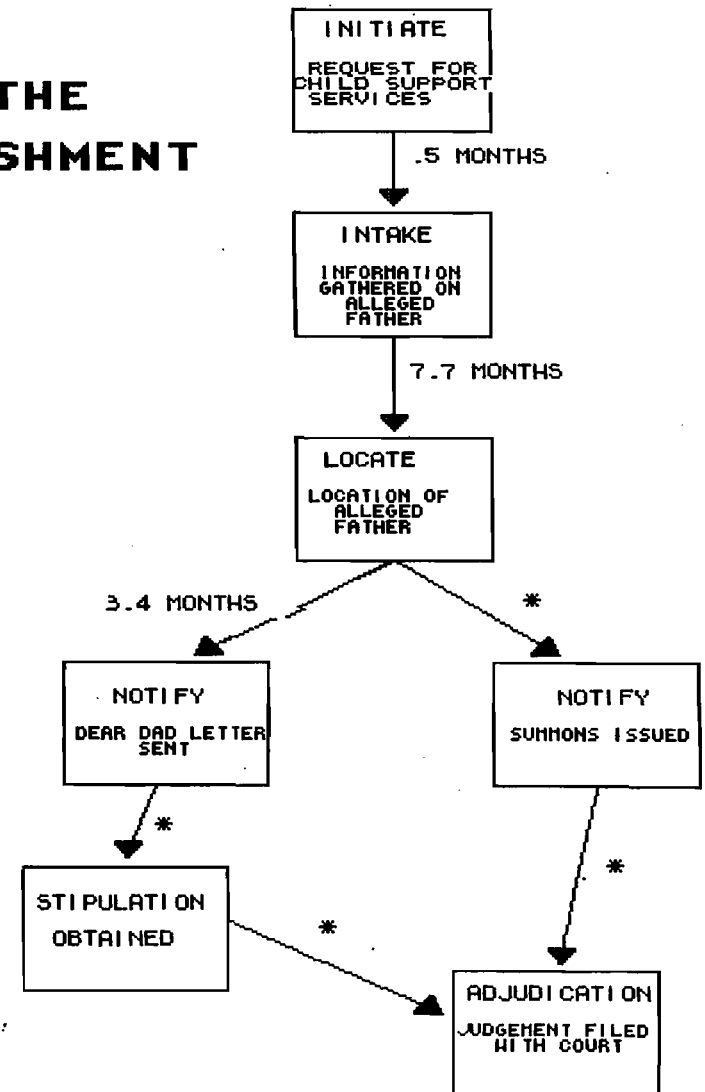 THE
SHMENT
INITIATE
REQUEST FOR
CHILD SUPPORT
SERVICES
.5 MONTHS
INTAKE
INFORMATION
GATHERED ON
ALLEGED
FATHER
7.7 MONTHS
LOCATE
LOCATION OF
ALLEGED
FATHER
3.4 MONTHS
*
NOTIFY
DEAR DAD LETTER
SENT
NOTIFY
SUMMONS ISSUED
*
*
STIPULATION
OBTAINED
*
ADJUDICATION
JUDGEMENT FILED
WITH COURT